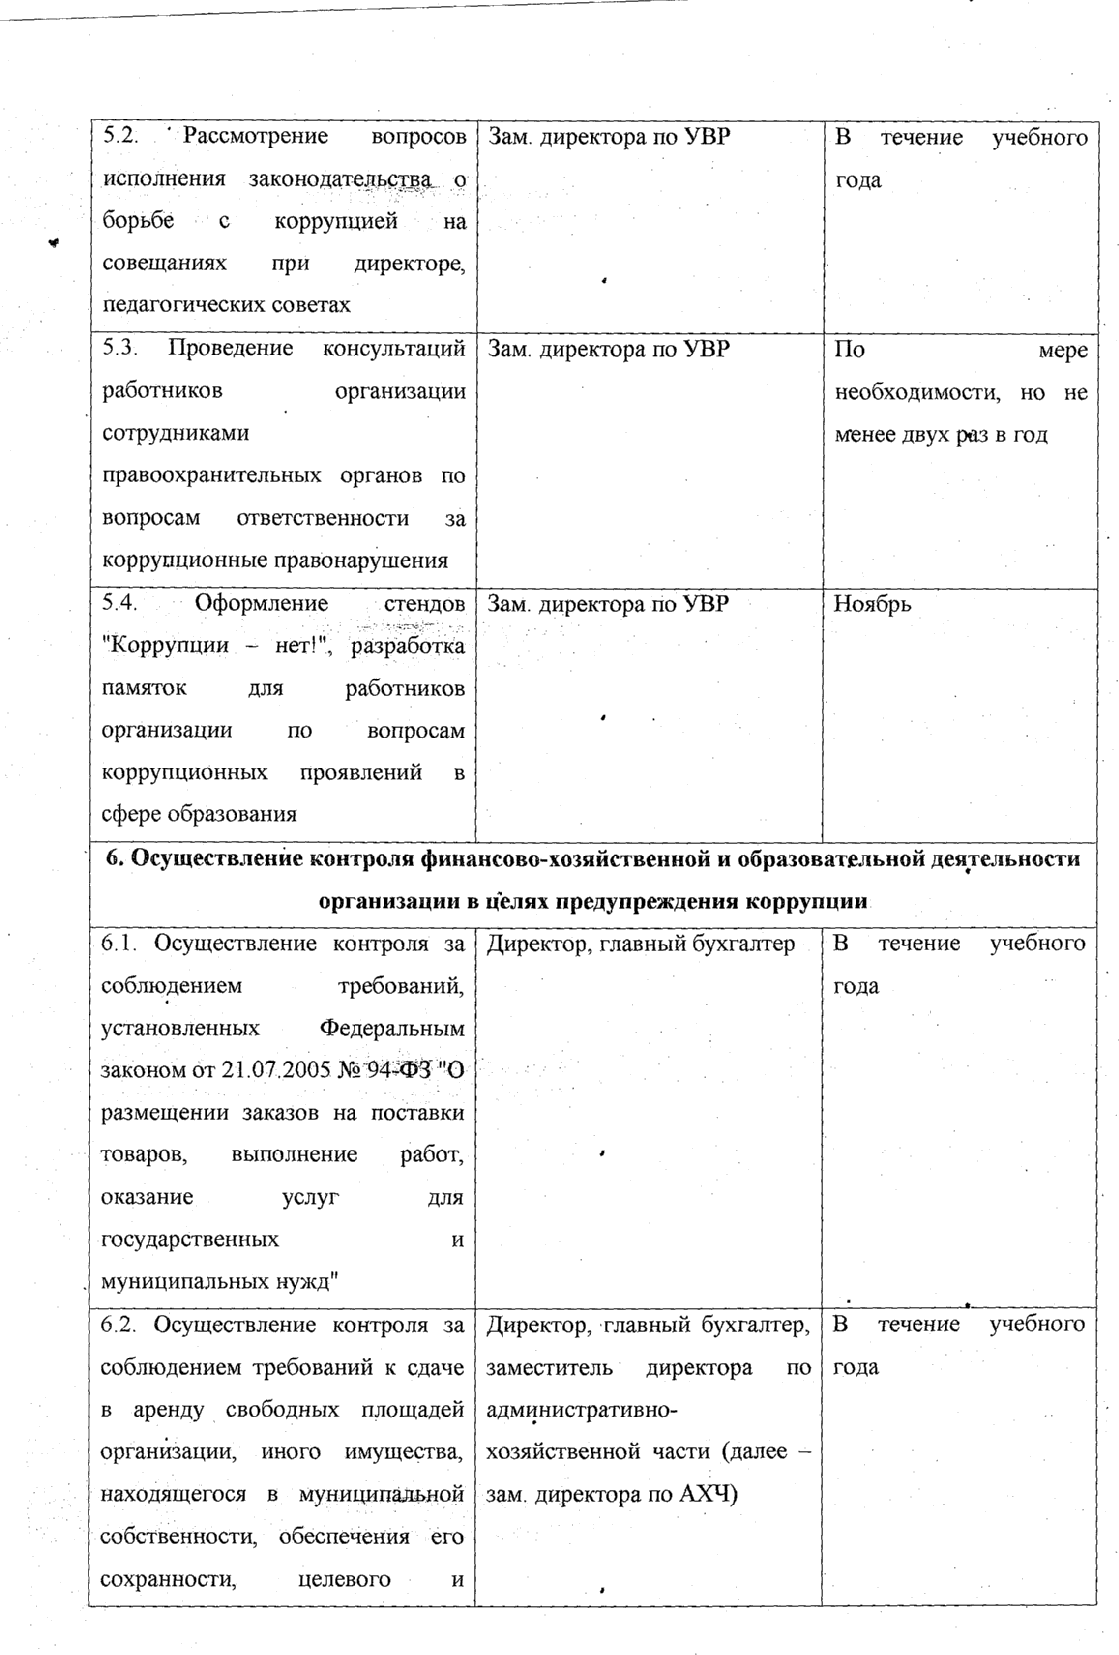 5.2. Рассмотрение вопросов
исполнения законодательства о
борьбе с коррупцией на
совещаниях при директоре,
педагогических советах
Зам. директора по УВР
В течение учебного
года
5.3. Проведение консультаций
работников организации
сотрудниками
правоохранительных органов по
вопросам ответственности за
коррупционные правонарушения
Зам. директора по УВР
По мере
необходимости, но не
менее двух раз в год
5.4. Оформление стендов
"Коррупции – нет!", разработка
памяток для работников
организации по вопросам
коррупционных проявлений в
сфере образования
Зам. директора по УВР
Ноябрь
6. Осуществление контроля финансово-хозяйственной и образовательной деятельности
организации в целях предупреждения коррупции
6.1. Осуществление контроля за
соблюдением требований,
установленных Федеральным
законом от 21.07.2005 № 94-ФЗ "О
размещении заказов на поставки
товаров, выполнение работ,
оказание услуг для
государственных и
муниципальных нужд"
Директор, главный бухгалтер
В течение учебного
года
6.2. Осуществление контроля за
соблюдением требований к сдаче
в аренду свободных площадей
организации, иного имущества,
находящегося в муниципальной
собственности, обеспечения его
сохранности, целевого и
Директор, главный бухгалтер,
заместитель директора по
административно-
хозяйственной части (далее –
зам. директора по АХЧ)
В течение учебного
года